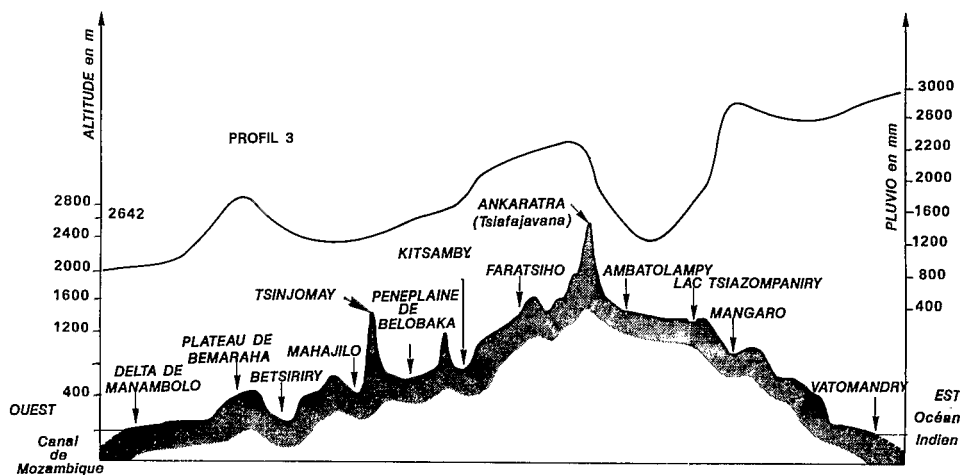 ALTITUDE en m
PROFIL 3
2800
2642
2400
2000
1600
1200
400
PLUVIO en mm
3000
2600
2200
2000
1600
1200
800
400
ANKARATRA
(Tsiafajavana)
KITSAMBY
FARATSIHO
AMBATOLAMPY
LAC TSIAZOMPANIRY
TSINJOMAY
PENEPLAINE
DE
BELOBAKA
MANGARO
PLATEAU DE
BEMARAHA
MAHAJILO
DELTA DE
MANAMBOLO
BETSIRIRY
VATOMANDRY
OUEST
Canal
de
Mozambique
EST
Océan
Indien